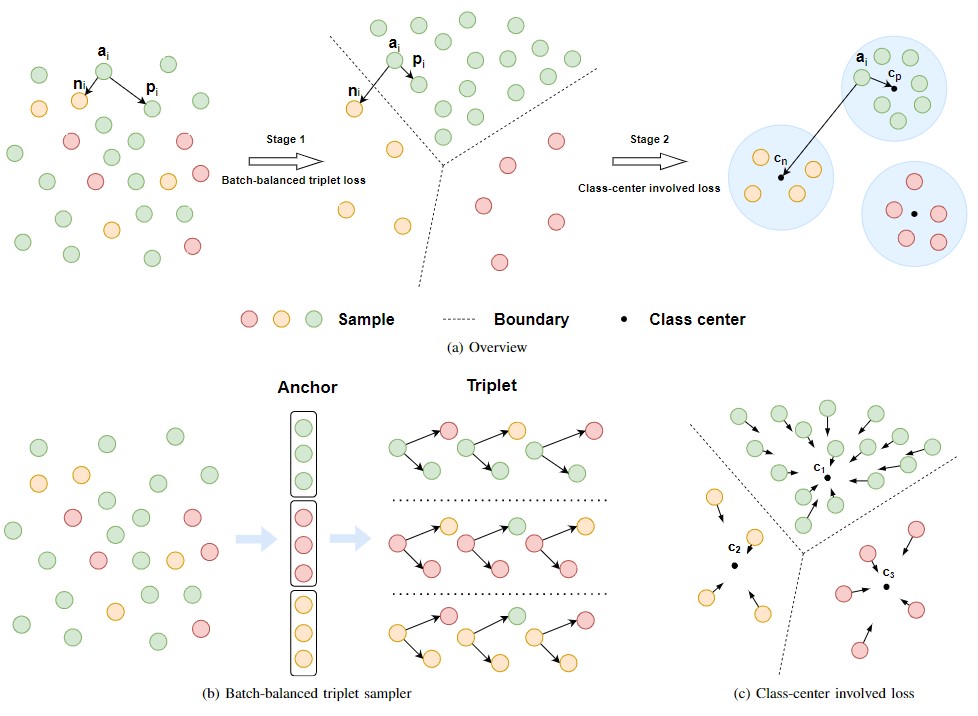 a_i
n_i
p_i
Stage 1
Batch-balanced triplet loss
a_i
p_i
n_i
Stage 2
Class-center involved loss
a_i
c_p
c_n
Sample
Boundary
Class center
(a) Overview
Anchor
Triplet
(b) Batch-balanced triplet sampler
c_1
c_2
c_3
(c) Class-center involved loss